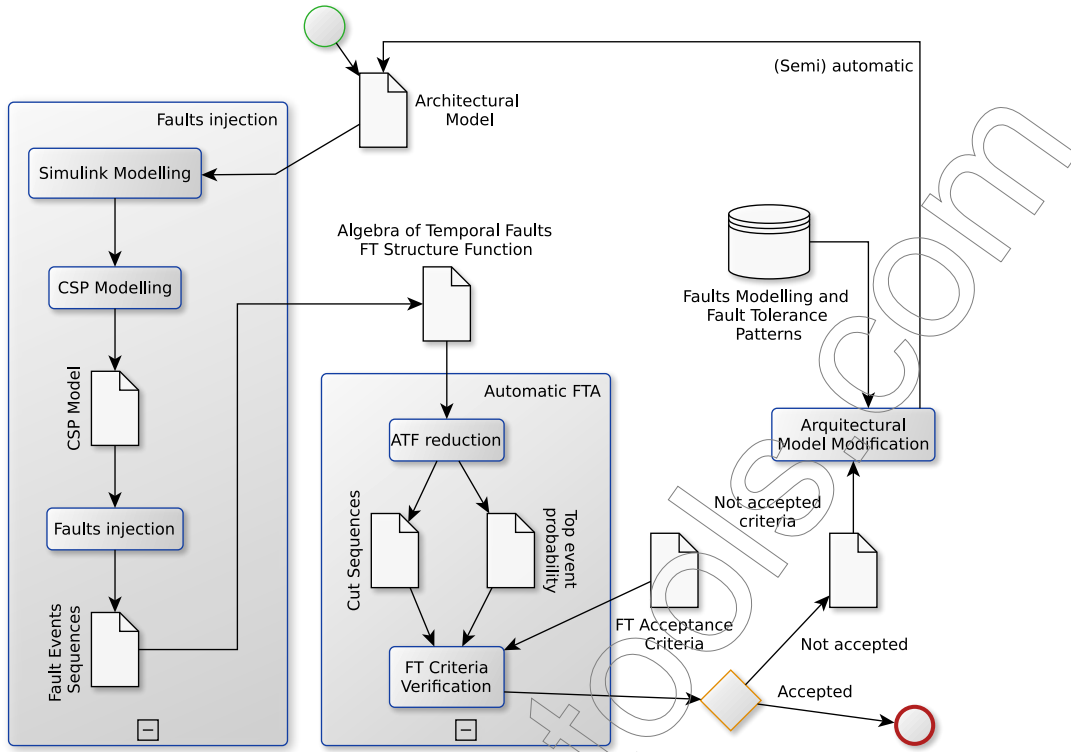 (Semi) automatic
Architectural
Model
Faults injection
Simulink Modelling
Algebra of Temporal Faults
FT Structure Function
CSP Modelling
Faults Modelling and
Fault Tolerance
Patterns
CSP Model
Automatic FTA
ATF reduction
Arquitectural
Model Modification
Not accepted
criteria
Faults injection
Cut Sequences
Top event
probability
FT Acceptance
Criteria
Not accepted
Fault Events
Sequences
FT Criteria
Verification
Accepted
tools.com